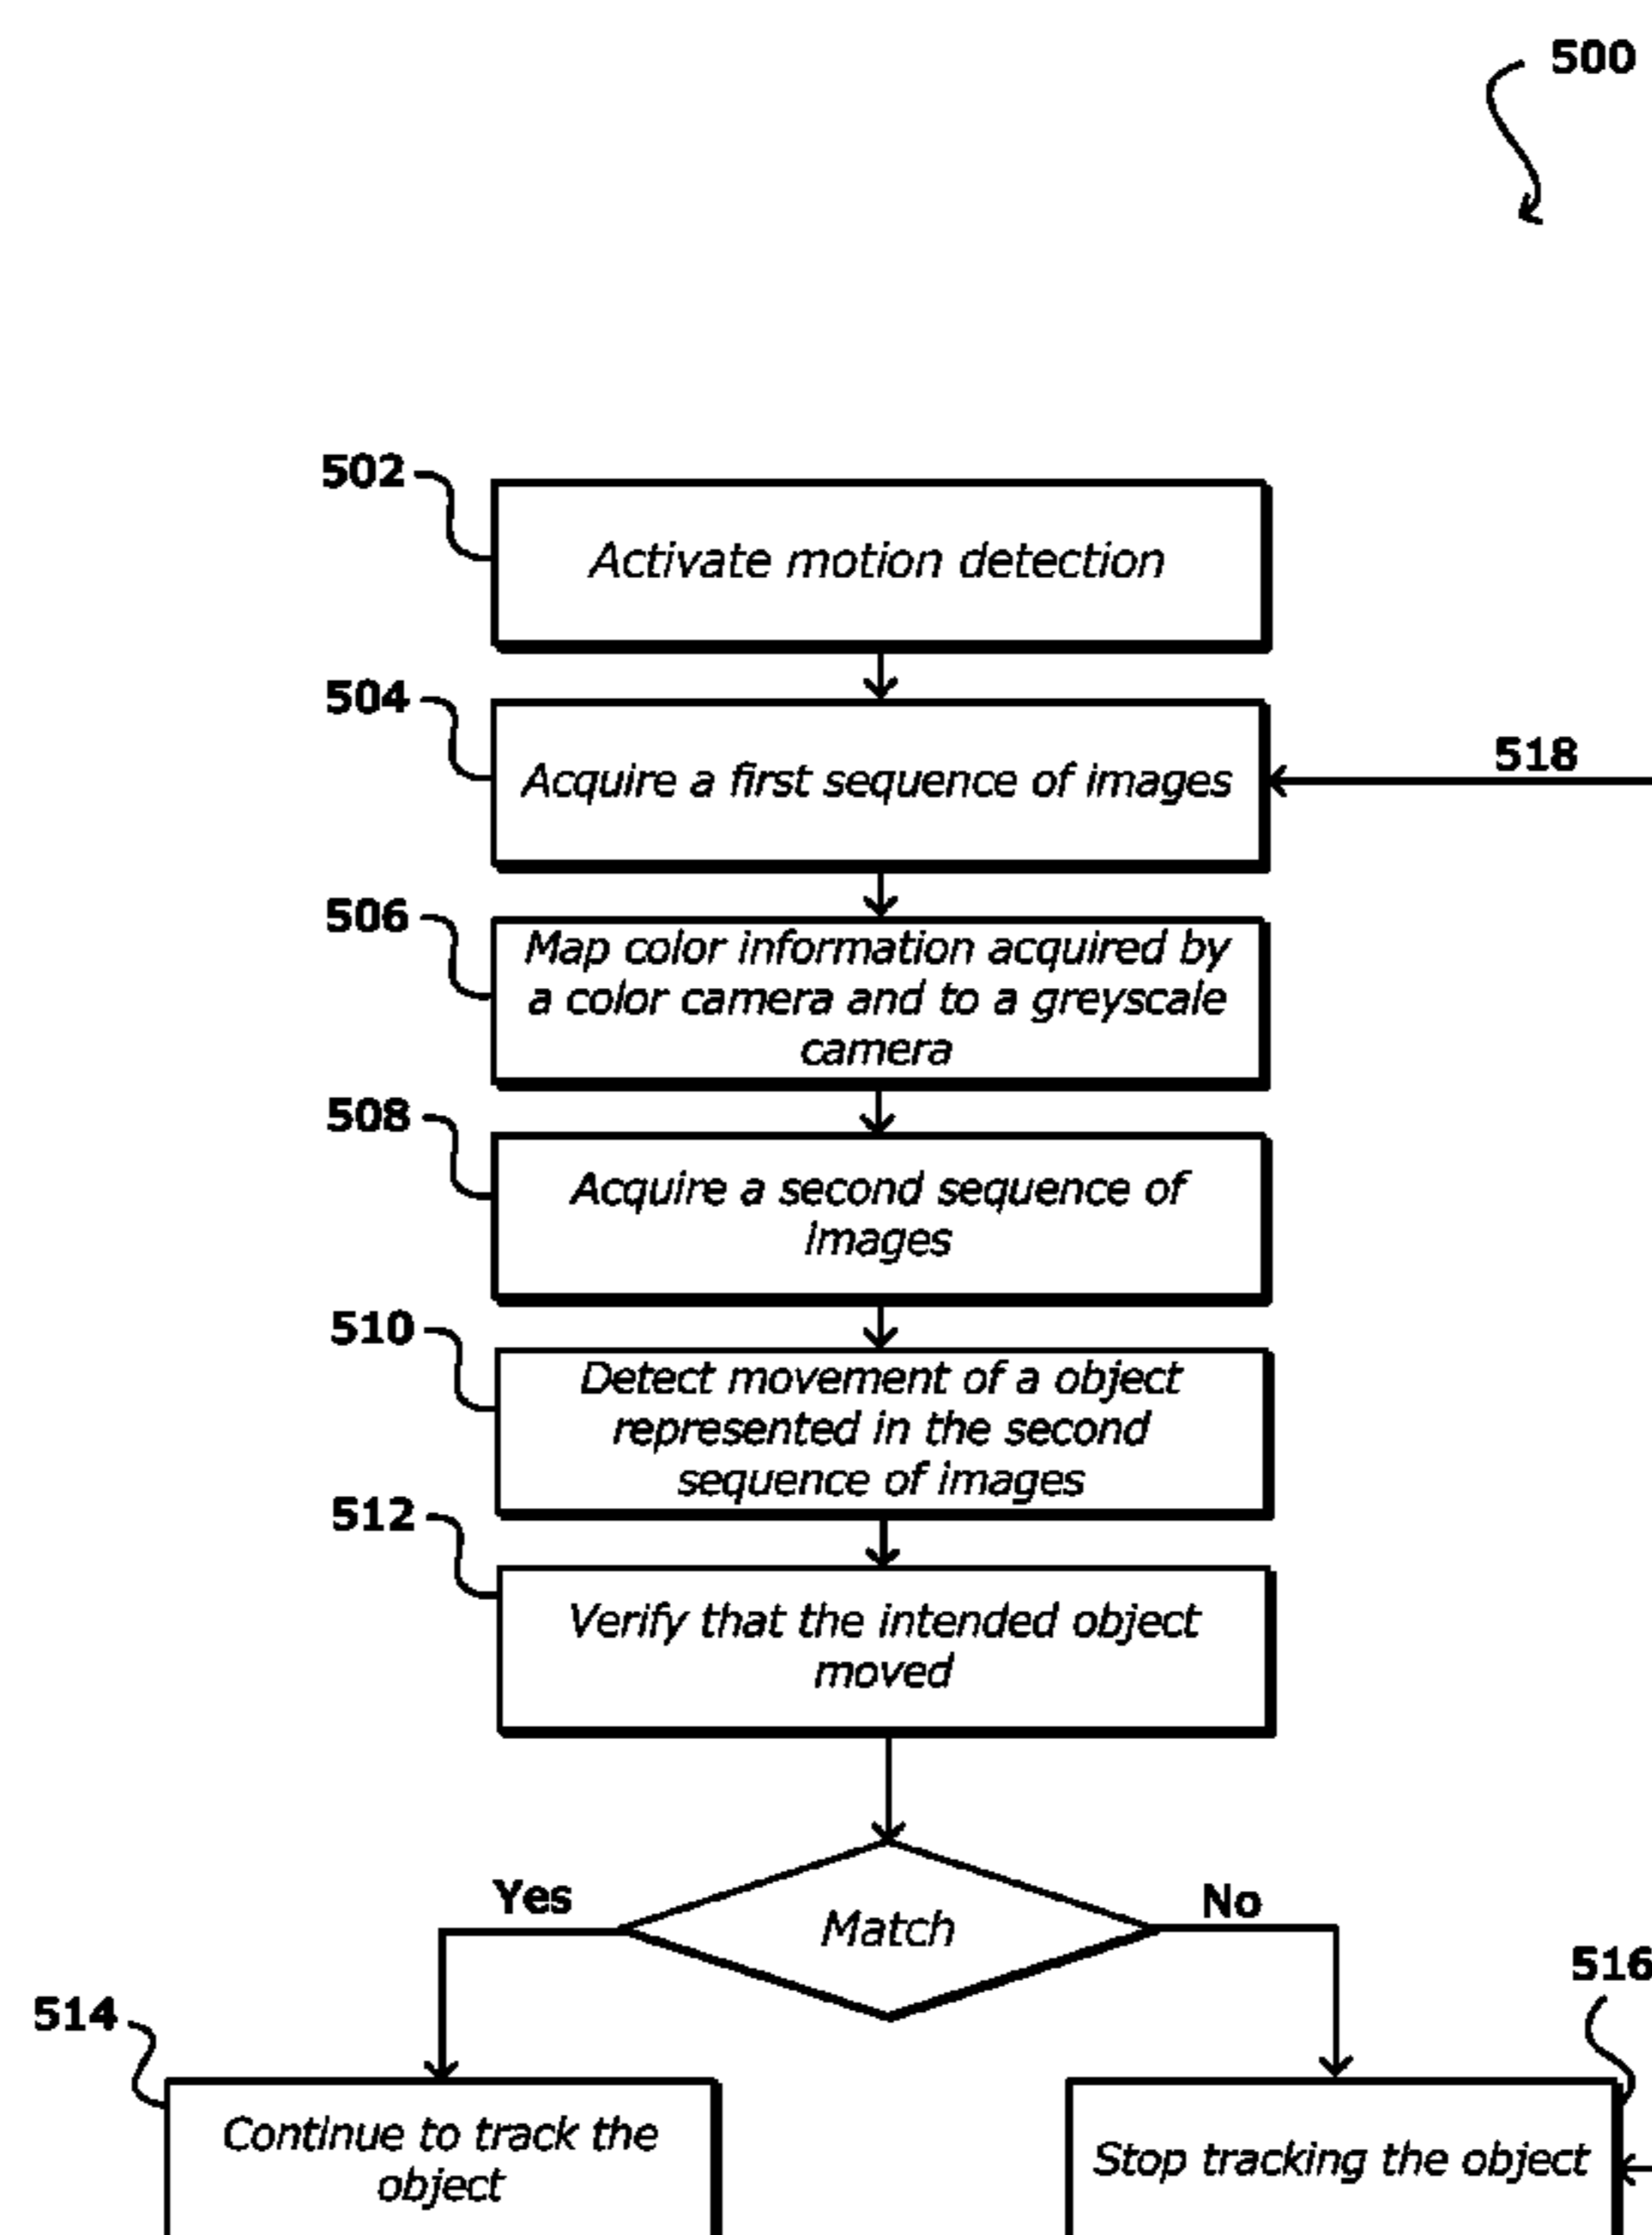 500
502
Activate motion detection
504
Acquire a first sequence of images
518
506
Map color information acquired by
a color camera and to a greyscale
camera
508
Acquire a second sequence of
images
510
Detect movement of a object
represented in the second
sequence of images
512
Verify that the intended object
moved
Yes
Match
No
516
514
Continue to track the
object
Stop tracking the object